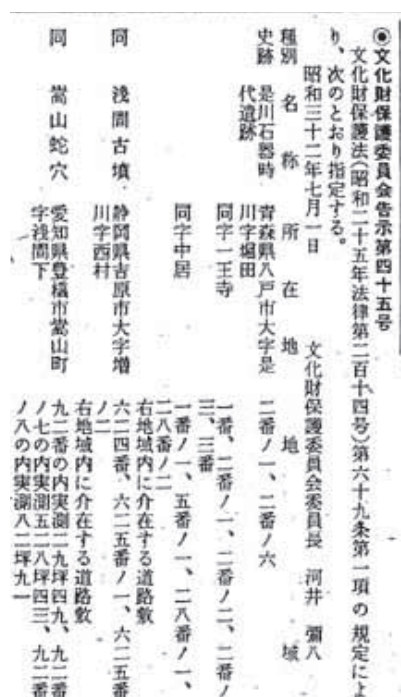 ◉文化財保護委員会告示第四十五号
文化財保護法(昭和二十五年法律第二百十四号)第六十九条第一項の規定によ
り、次のとおり指定する。
昭和三十二年七月一日
文化財保護委員会委員長 河井彌八
種別 名称 所在地 地域
史跡 是川石器時 青森県八戸市大字是 二番ノ一、二番ノ六
代遺跡 川字堀田
同字一王寺 一番、二番ノ一、二番ノ二、二番ノ
三、三番
同字中居 一番ノ一、五番ノ一、二八番ノ一、
二八番ノ二
右地域内に介在する道路敷
同 浅間古墳 静岡県吉原市大字増 六二四番、六二五番ノ一、六二五番
川字西村 ノ二
右地域内に介在する道路敷
同 嵩山蛇穴 愛知県豊橋市嵩山町 九二番の内実測二九坪四九、九二番
字浅間下 ノ七の内実測五二八坪四三、九二番
ノ八の内実測八二坪九一